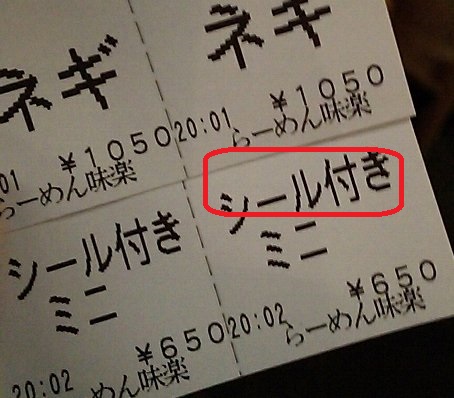 ネギ
¥1050
01
らーめん味楽
ネギ
¥1050
20:01
らーめん味楽
シール付き
ミニ
¥650
20:02
めん味楽
シール付き
ミニ
¥650
20:02
らーめん味楽